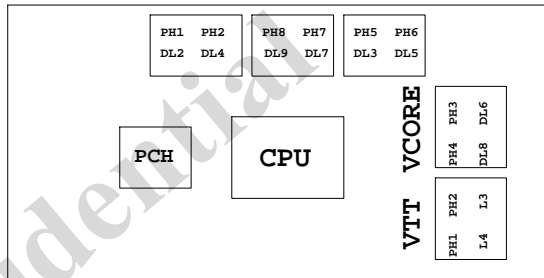 PH1 PH2 PH8 PH7 PH5 PH6
DL2 DL4 DL9 DL7 DL3 DL5
VCORE
PH3 DL6
PH4 DL8
PCH
CPU
VTT
PH2 L3
PH1 L4
dential